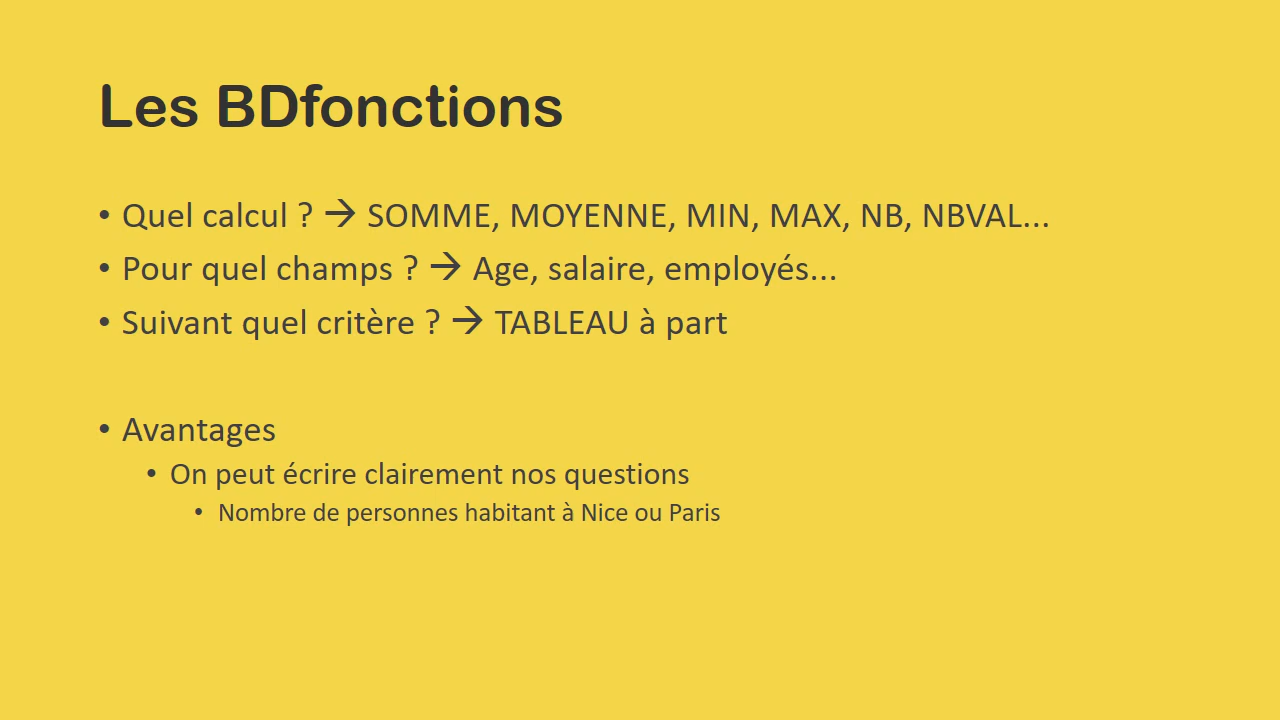 Les BDfonctions
• Quel calcul ? → SOMME, MOYENNE, MIN, MAX, NB, NBVAL...
• Pour quel champs ? → Age, salaire, employés...
• Suivant quel critère ? → TABLEAU à part
• Avantages
• On peut écrire clairement nos questions
• Nombre de personnes habitant à Nice ou Paris